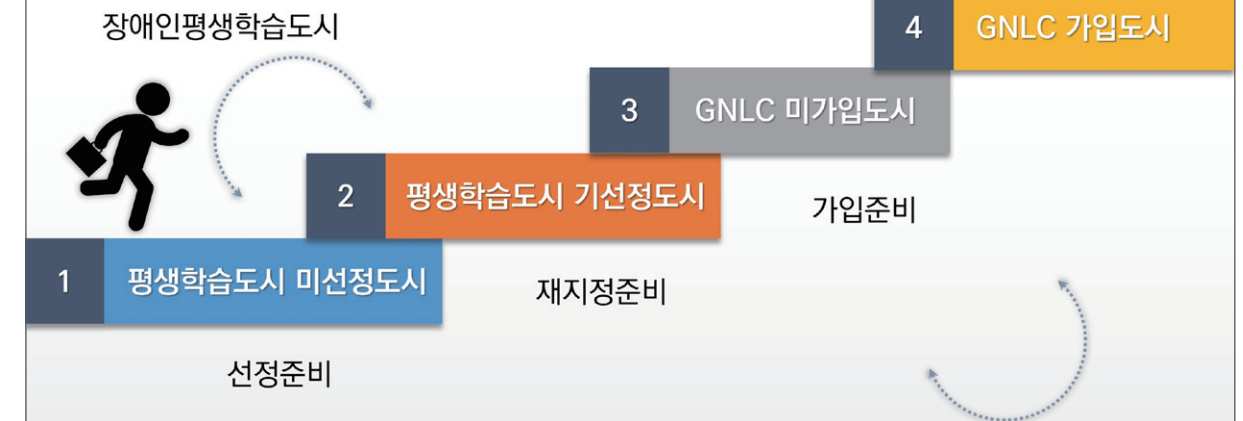 장애인평생학습도시
4 GNLC 가입도시
3 GNLC 미가입도시
2 평생학습도시 기선정도시
가입준비
1 평생학습도시 미선정도시
재지정준비
선정준비